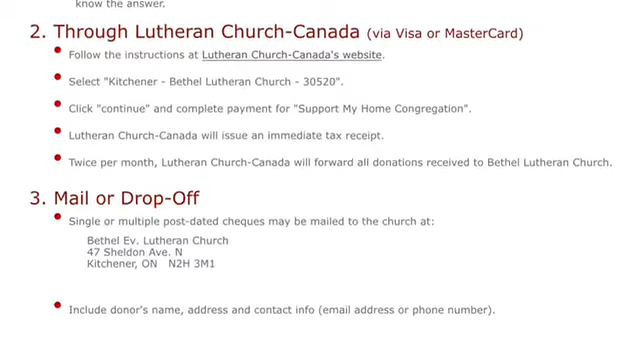 know the answer.
2. Through Lutheran Church-Canada (via Visa or MasterCard)
• Follow the instructions at Lutheran Church-Canada's website.
• Select "Kitchener - Bethel Lutheran Church - 30520".
• Click "continue" and complete payment for "Support My Home Congregation".
• Lutheran Church-Canada will issue an immediate tax receipt.
• Twice per month, Lutheran Church-Canada will forward all donations received to Bethel Lutheran Church.
3. Mail or Drop-Off
• Single or multiple post-dated cheques may be mailed to the church at:
Bethel Ev. Lutheran Church
47 Sheldon Ave. N
Kitchener, ON   N2H 3M1
• Include donor's name, address and contact info (email address or phone number).